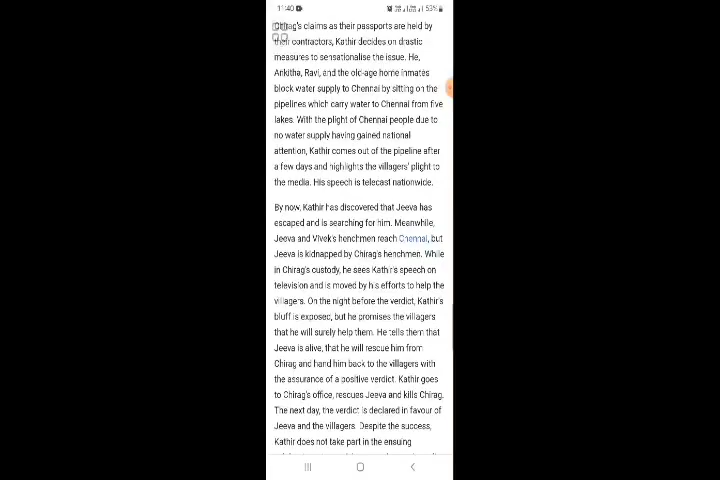 11:40
53%
Chirag's claims as their passports are held by
their contractors, Kathir decides on drastic
measures to sensationalise the issue. He,
Ankitha, Ravi, and the old-age home inmates
block water supply to Chennai by sitting on the
pipelines which carry water to Chennai from five
lakes. With the plight of Chennai people due to
no water supply having gained national
attention, Kathir comes out of the pipeline after
a few days and highlights the villagers' plight to
the media. His speech is telecast nationwide.
By now, Kathir has discovered that Jeeva has
escaped and is searching for him. Meanwhile,
Jeeva and Vivek's henchmen reach Chennai, but
Jeeva is kidnapped by Chirag's henchmen. While
in Chirag's custody, he sees Kathir's speech on
television and is moved by his efforts to help the
villagers. On the night before the verdict, Kathir's
bluff is exposed, but he promises the villagers
that he will surely help them. He tells them that
Jeeva is alive, that he will rescue him from
Chirag and hand him back to the villagers with
the assurance of a positive verdict. Kathir goes
to Chirag's office, rescues Jeeva and kills Chirag.
The next day, the verdict is declared in favour of
Jeeva and the villagers. Despite the success,
Kathir does not take part in the ensuing